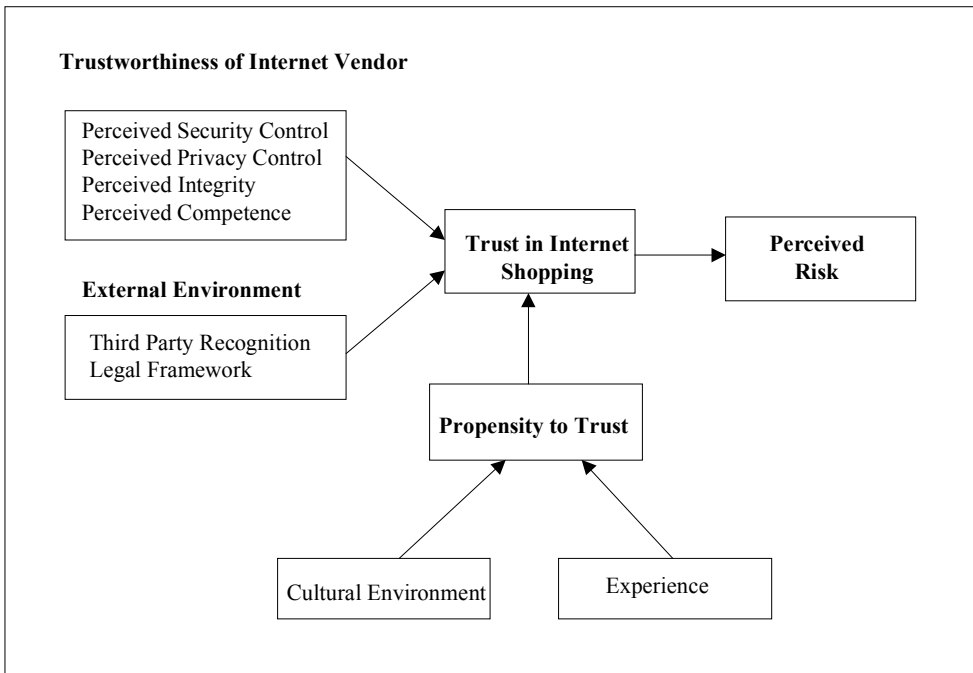 Trustworthiness of Internet Vendor
Perceived Security Control
Perceived Privacy Control
Perceived Integrity
Perceived Competence
External Environment
Third Party Recognition
Legal Framework
Trust in Internet
Shopping
Perceived
Risk
Propensity to Trust
Cultural Environment
Experience